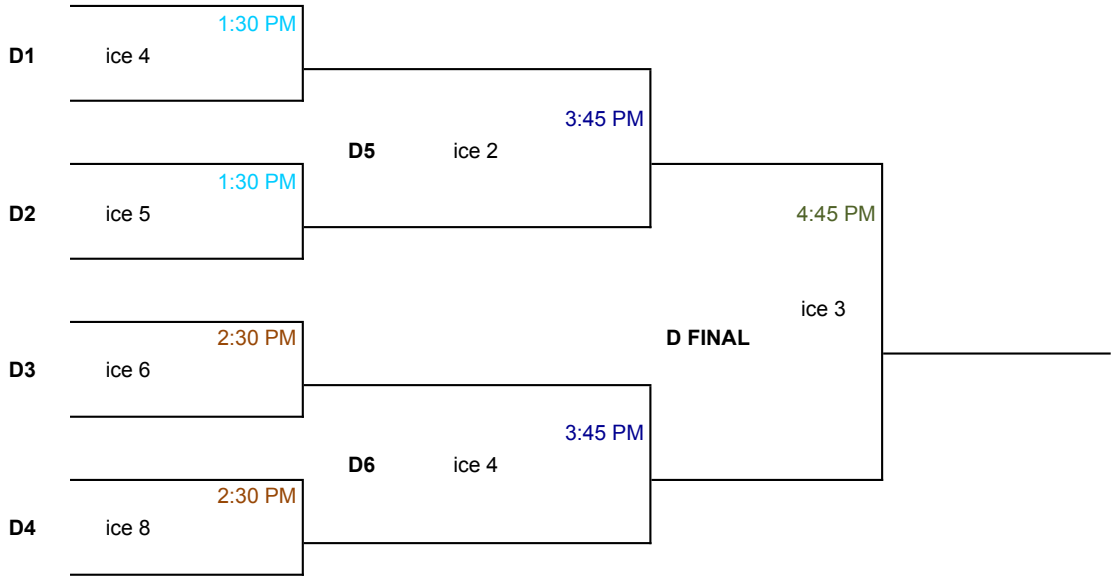 1:30 PM
D1 ice 4
3:45 PM
D5 ice 2
1:30 PM
D2 ice 5
4:45 PM
ice 3
D FINAL
2:30 PM
D3 ice 6
3:45 PM
D6 ice 4
2:30 PM
D4 ice 8